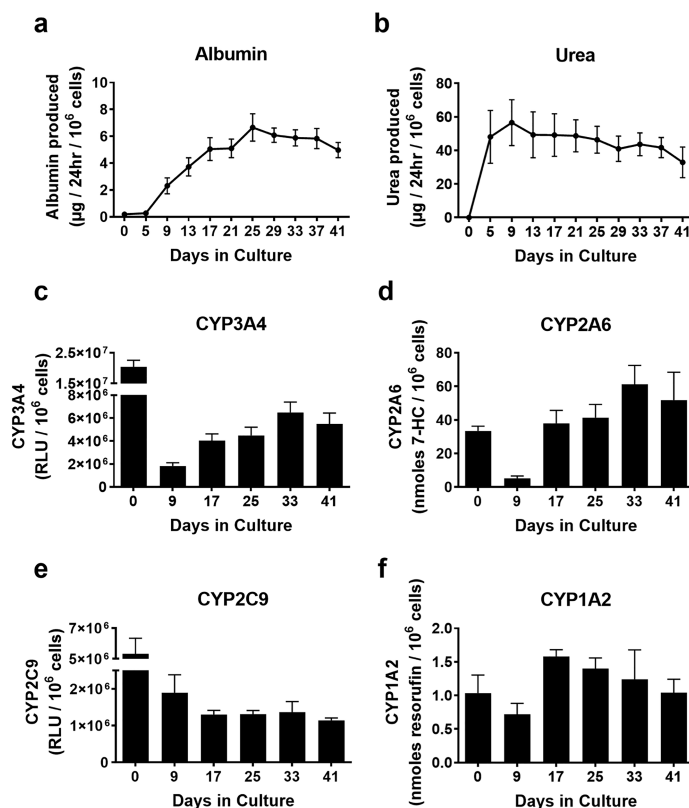 a
Albumin
Albumin produced
(µg / 24hr / 10⁶ cells)
10
8
6
4
2
0
0 5 9 13 17 21 25 29 33 37 41
Days in Culture
b
Urea
Urea produced
(µg / 24hr / 10⁶ cells)
80
60
40
20
0
0 5 9 13 17 21 25 29 33 37 41
Days in Culture
c
CYP3A4
CYP3A4
(RLU / 10⁶ cells)
2.5×10⁷
1.5×10⁷
8×10⁶
6×10⁶
4×10⁶
2×10⁶
0 9 17 25 33 41
Days in Culture
d
CYP2A6
CYP2A6
(nmoles 7-HC / 10⁶ cells)
80
60
40
20
0
0 9 17 25 33 41
Days in Culture
e
CYP2C9
CYP2C9
(RLU / 10⁶ cells)
7×10⁶
5×10⁶
2×10⁶
1×10⁶
0 9 17 25 33 41
Days in Culture
f
CYP1A2
CYP1A2
(nmoles resorufin / 10⁶ cells)
2.0
1.5
1.0
0.5
0.0
0 9 17 25 33 41
Days in Culture